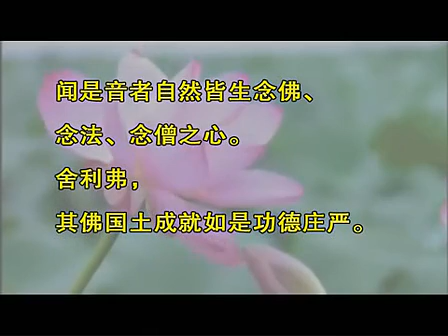 闻是音者自然皆生念佛、
念法、念僧之心。
舍利弗，
其佛国土成就如是功德庄严。